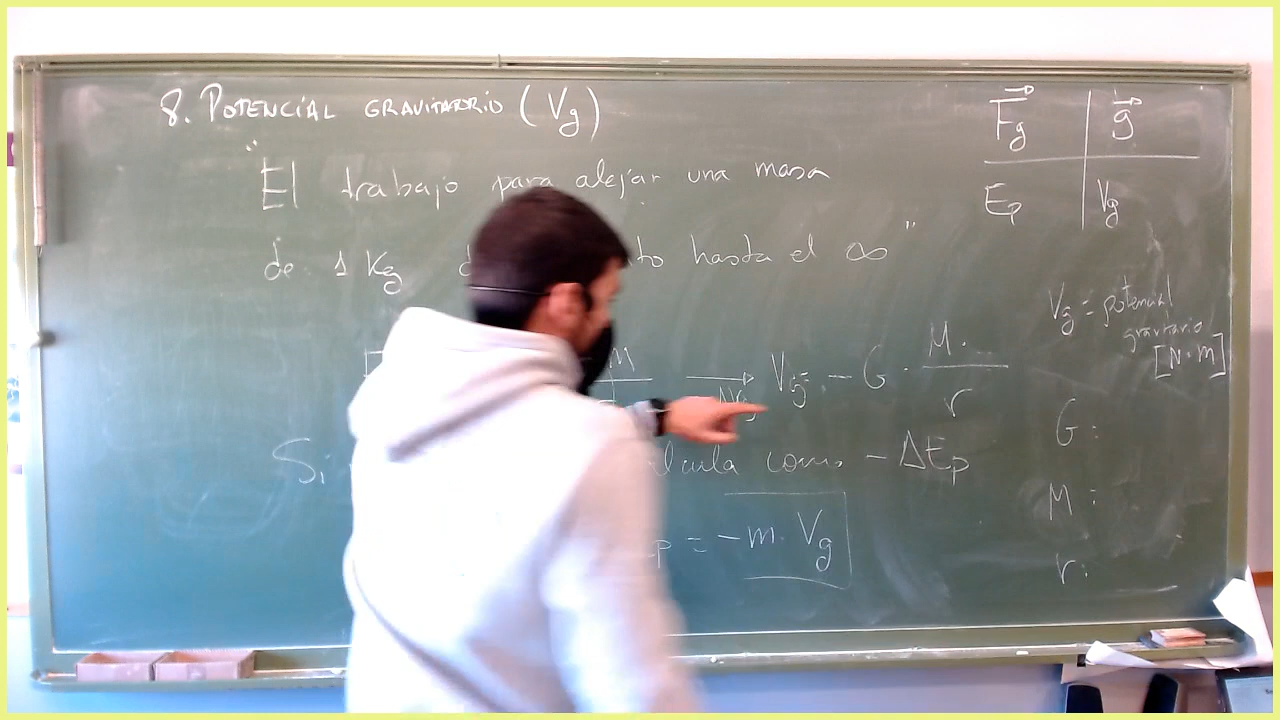 8. POTENCIAL GRAVITATORIO (Vg)
"El trabajo para alejar una masa
de 1 Kg to hasta el ∞"
Fg | g
Ep | Vg
Vg = potencial
gravitatorio
[N·m]
M
Vg = - G · M · / r
Si lcula como - ΔEp
p = - m · Vg
G:
M:
r: